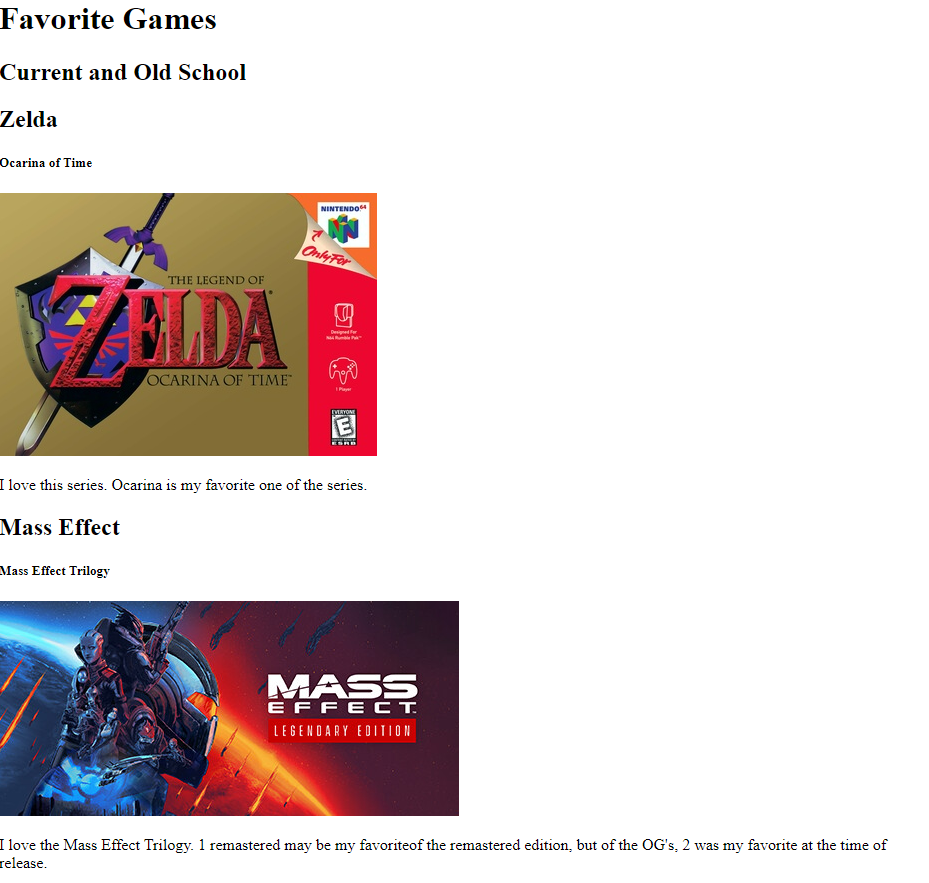 Favorite Games
Current and Old School
Zelda
Ocarina of Time
NINTENDO 64
Only For
THE LEGEND OF
ZELDA
OCARINA OF TIME™
Designed For
N64 Rumble Pak™
1 Player
EVERYONE
E
ESRB
I love this series. Ocarina is my favorite one of the series.
Mass Effect
Mass Effect Trilogy
MASS
EFFECT
LEGENDARY EDITION
I love the Mass Effect Trilogy. 1 remastered may be my favoriteof the remastered edition, but of the OG's, 2 was my favorite at the time of
release.